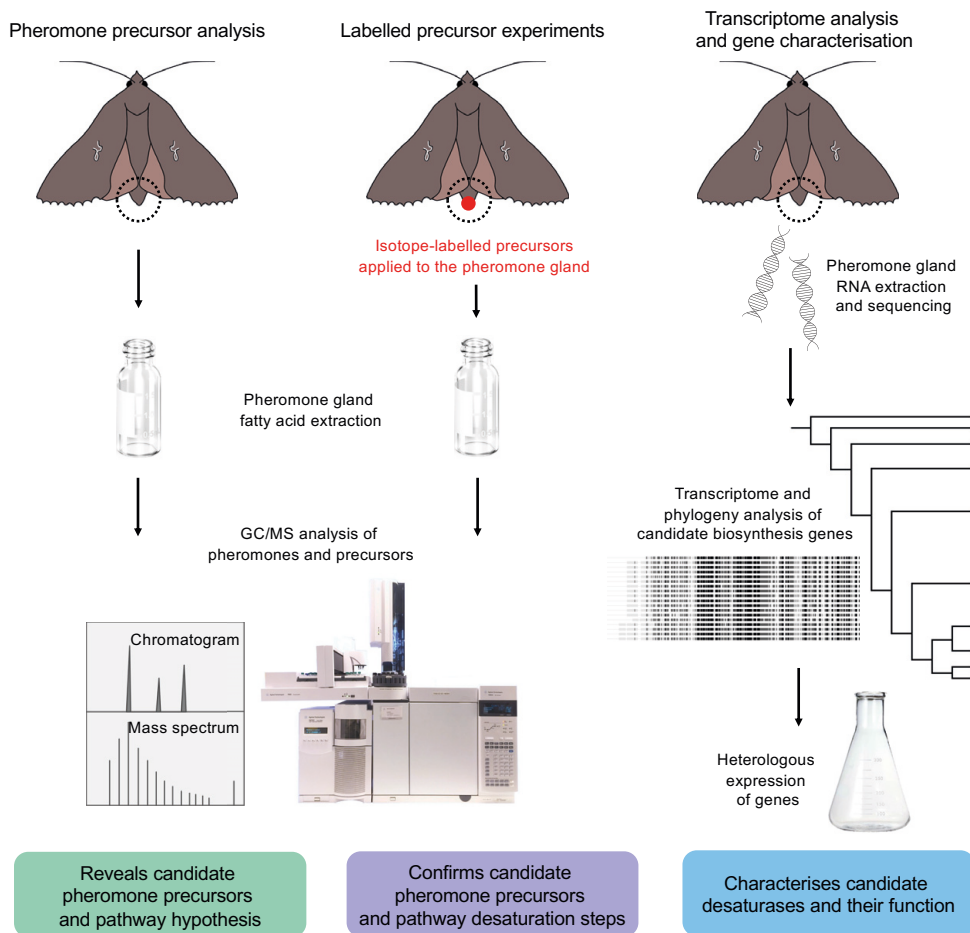 Pheromone precursor analysis
Labelled precursor experiments
Transcriptome analysis
and gene characterisation
Isotope-labelled precursors
applied to the pheromone gland
Pheromone gland
RNA extraction
and sequencing
Pheromone gland
fatty acid extraction
Transcriptome and
phylogeny analysis of
candidate biosynthesis genes
GC/MS analysis of
pheromones and precursors
Chromatogram
Mass spectrum
Heterologous
expression
of genes
Reveals candidate
pheromone precursors
and pathway hypothesis
Confirms candidate
pheromone precursors
and pathway desaturation steps
Characterises candidate
desaturases and their function